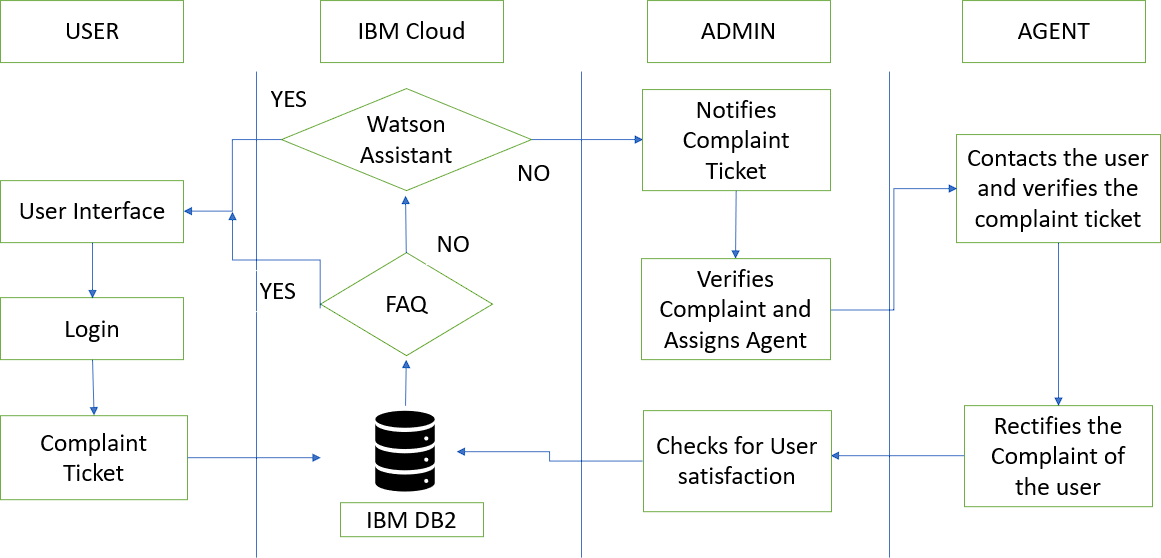 USER
IBM Cloud
ADMIN
AGENT
YES
Watson
Assistant
NO
Notifies
Complaint
Ticket
Contacts the user
and verifies the
complaint ticket
User Interface
NO
YES
FAQ
Verifies
Complaint and
Assigns Agent
Login
Complaint
Ticket
IBM DB2
Checks for User
satisfaction
Rectifies the
Complaint of
the user